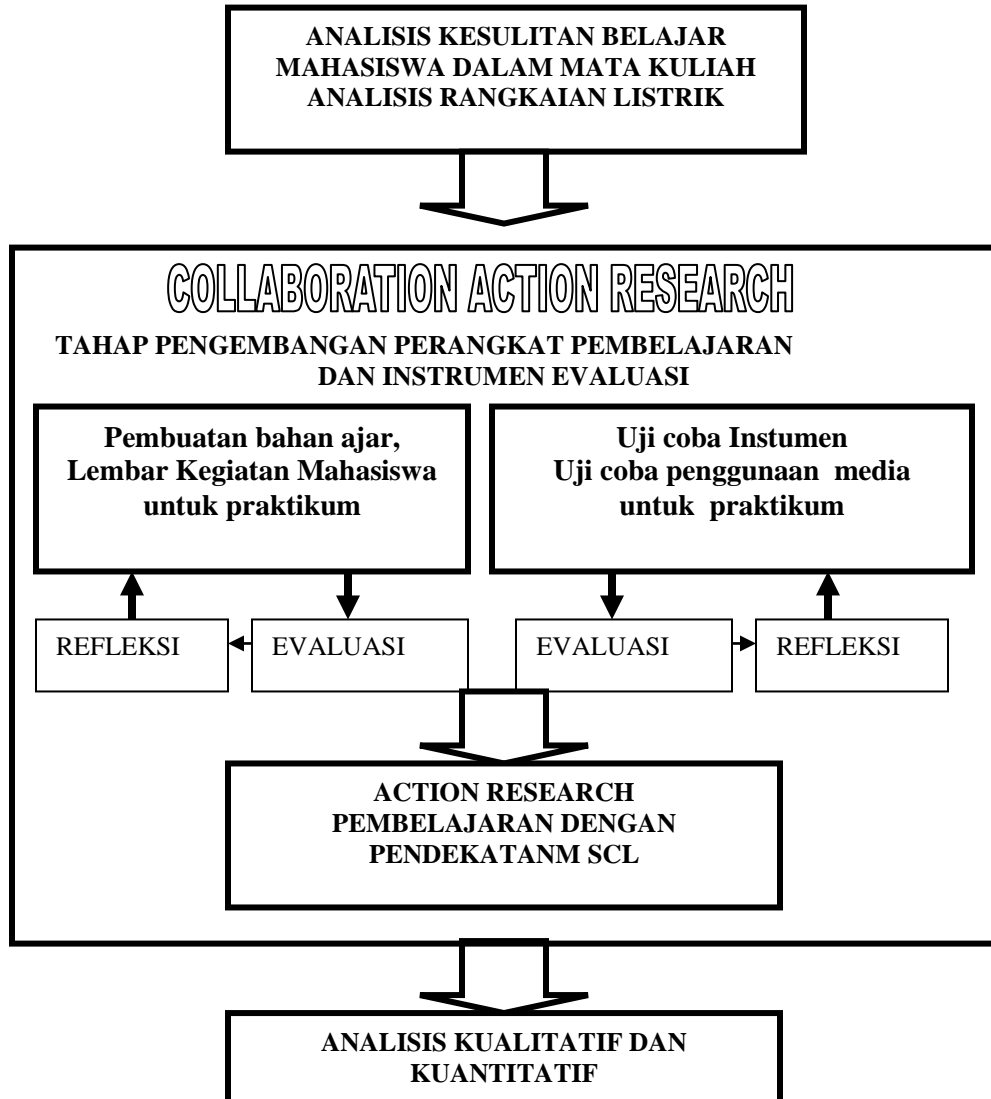 ANALISIS KESULITAN BELAJAR
MAHASISWA DALAM MATA KULIAH
ANALISIS RANGKAIAN LISTRIK
COLLABORATION ACTION RESEARCH
TAHAP PENGEMBANGAN PERANGKAT PEMBELAJARAN
DAN INSTRUMEN EVALUASI
Pembuatan bahan ajar,
Lembar Kegiatan Mahasiswa
untuk praktikum
Uji coba Instumen
Uji coba penggunaan media
untuk praktikum
REFLEKSI
EVALUASI
EVALUASI
REFLEKSI
ACTION RESEARCH
PEMBELAJARAN DENGAN
PENDEKATANM SCL
ANALISIS KUALITATIF DAN
KUANTITATIF